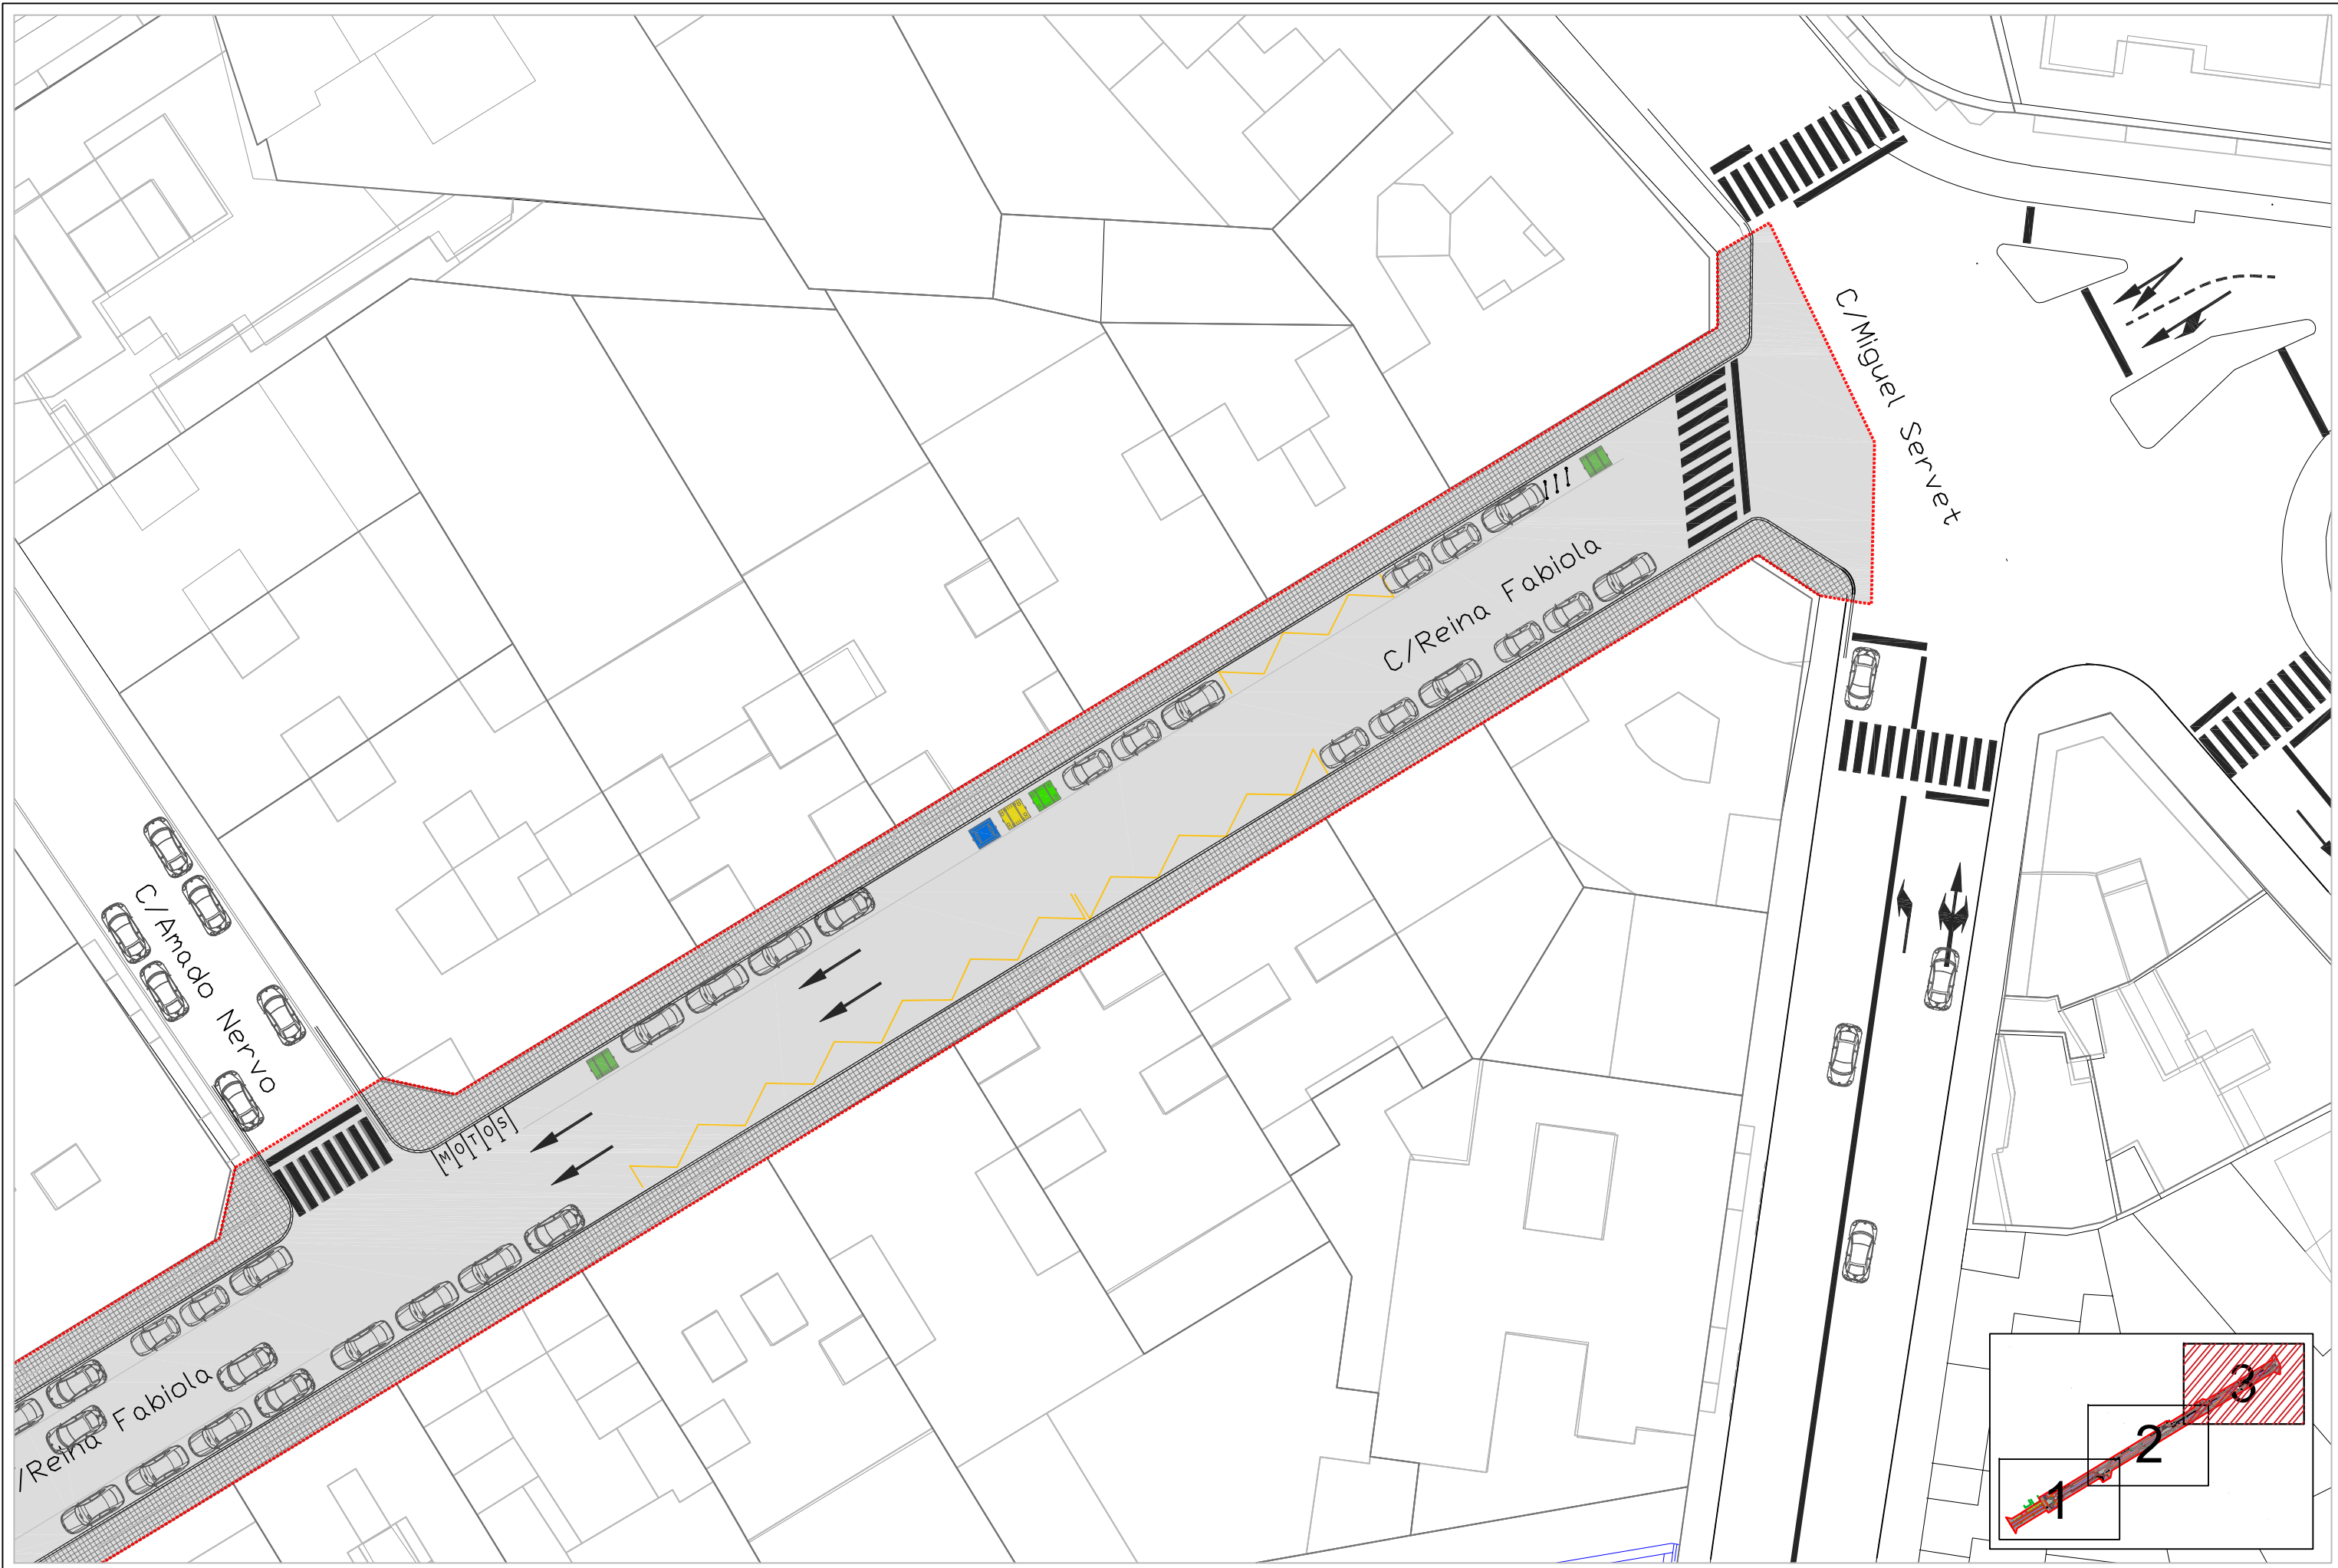 C/Miguel Servet
C/Reina Fabiola
C/Amado Nervo
MOTOS
/Reina Fabiola
3
2
1